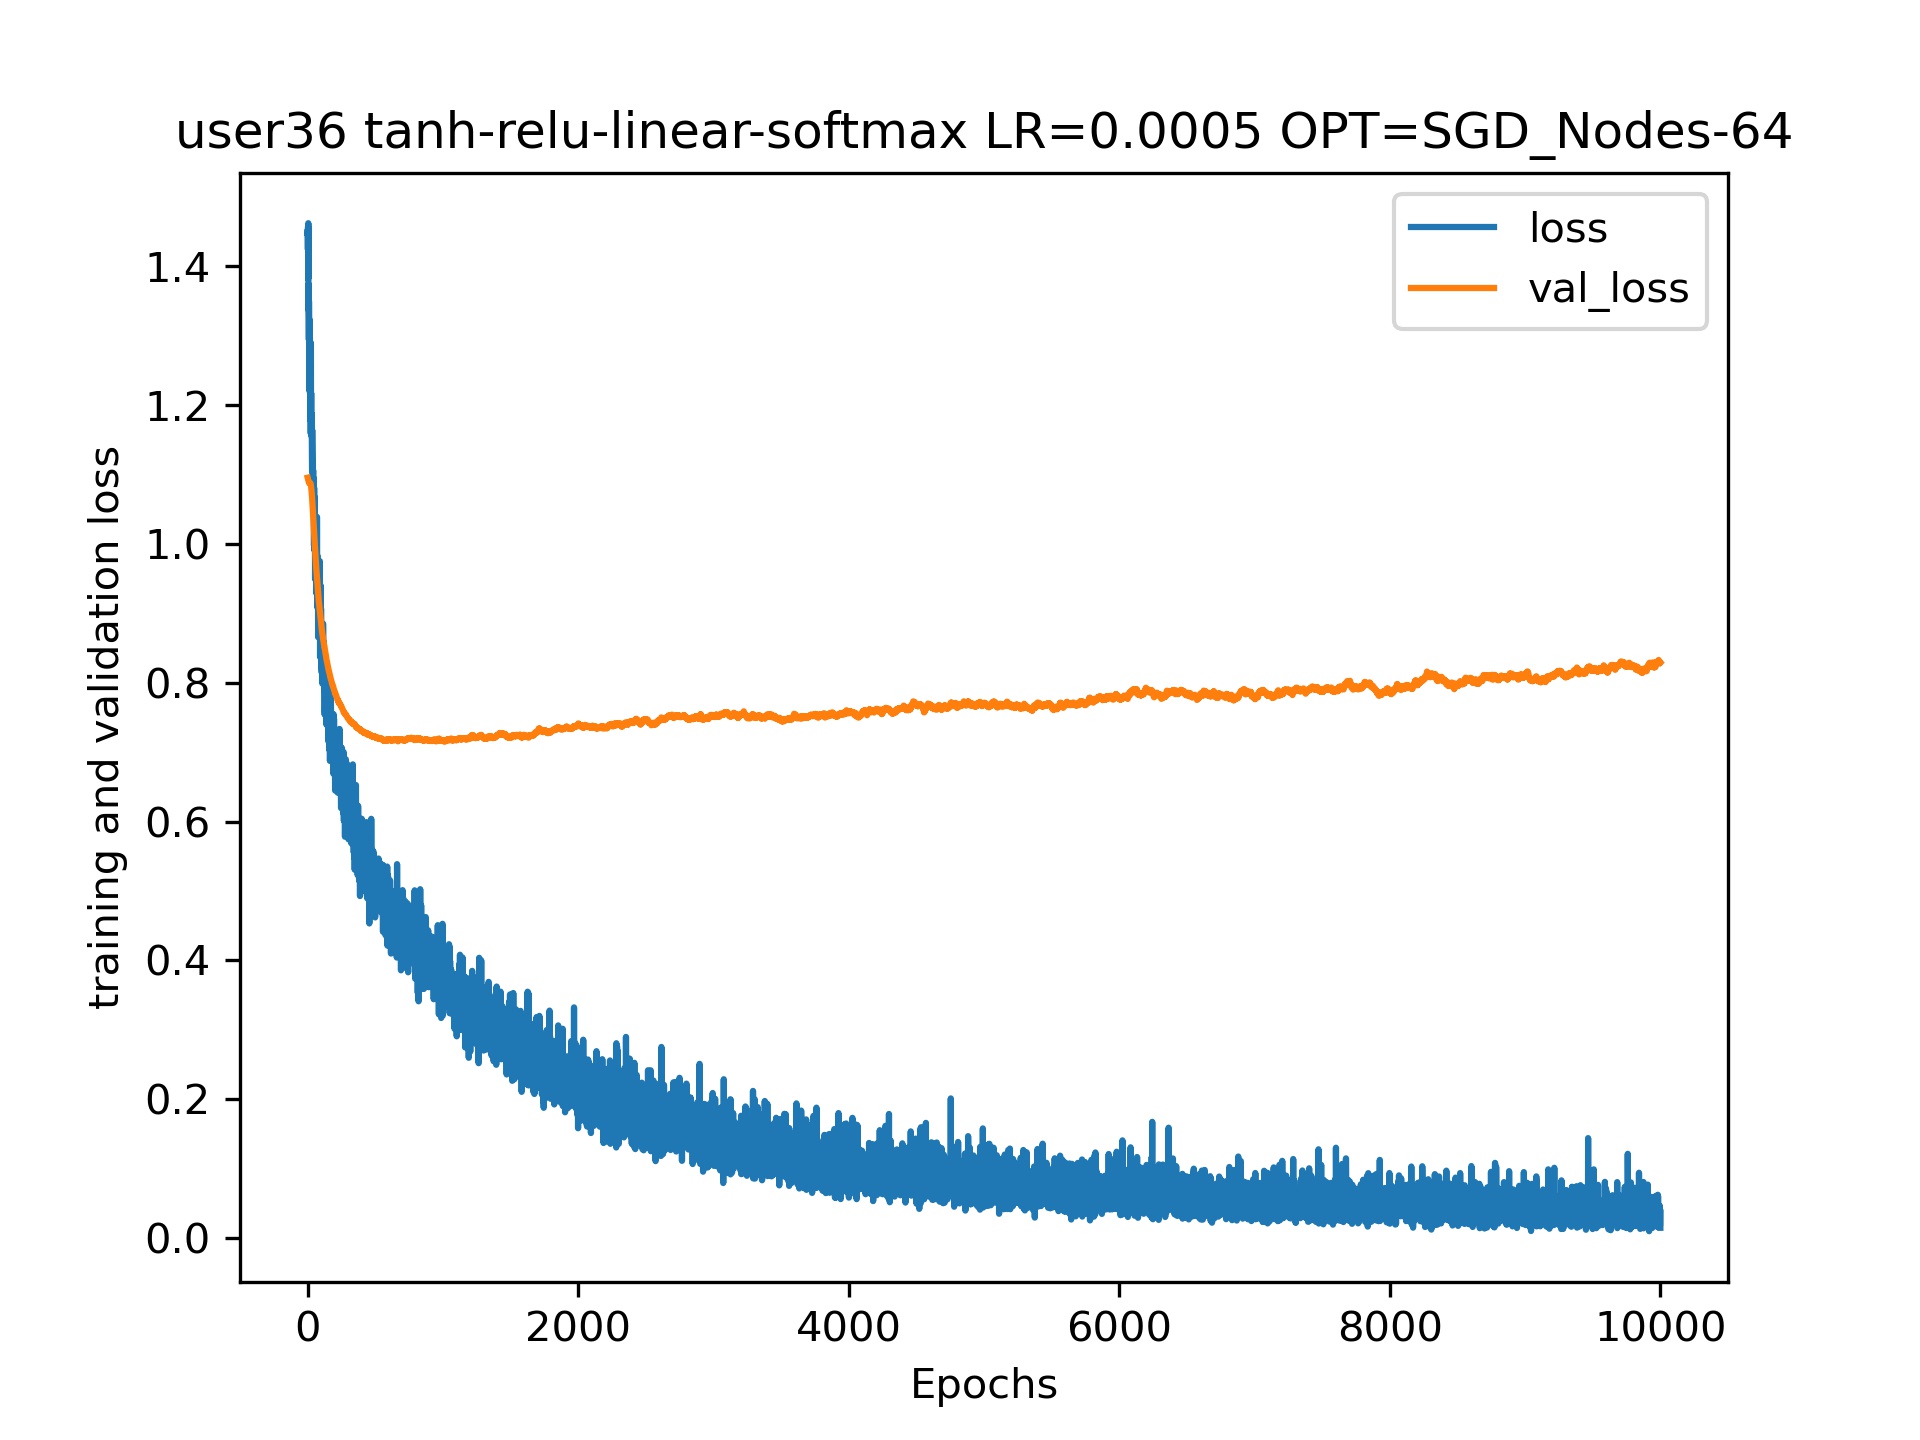 user36 tanh-relu-linear-softmax LR=0.0005 OPT=SGD_Nodes-64
loss
val_loss
training and validation loss
1.4
1.2
1.0
0.8
0.6
0.4
0.2
0.0
0 2000 4000 6000 8000 10000
Epochs